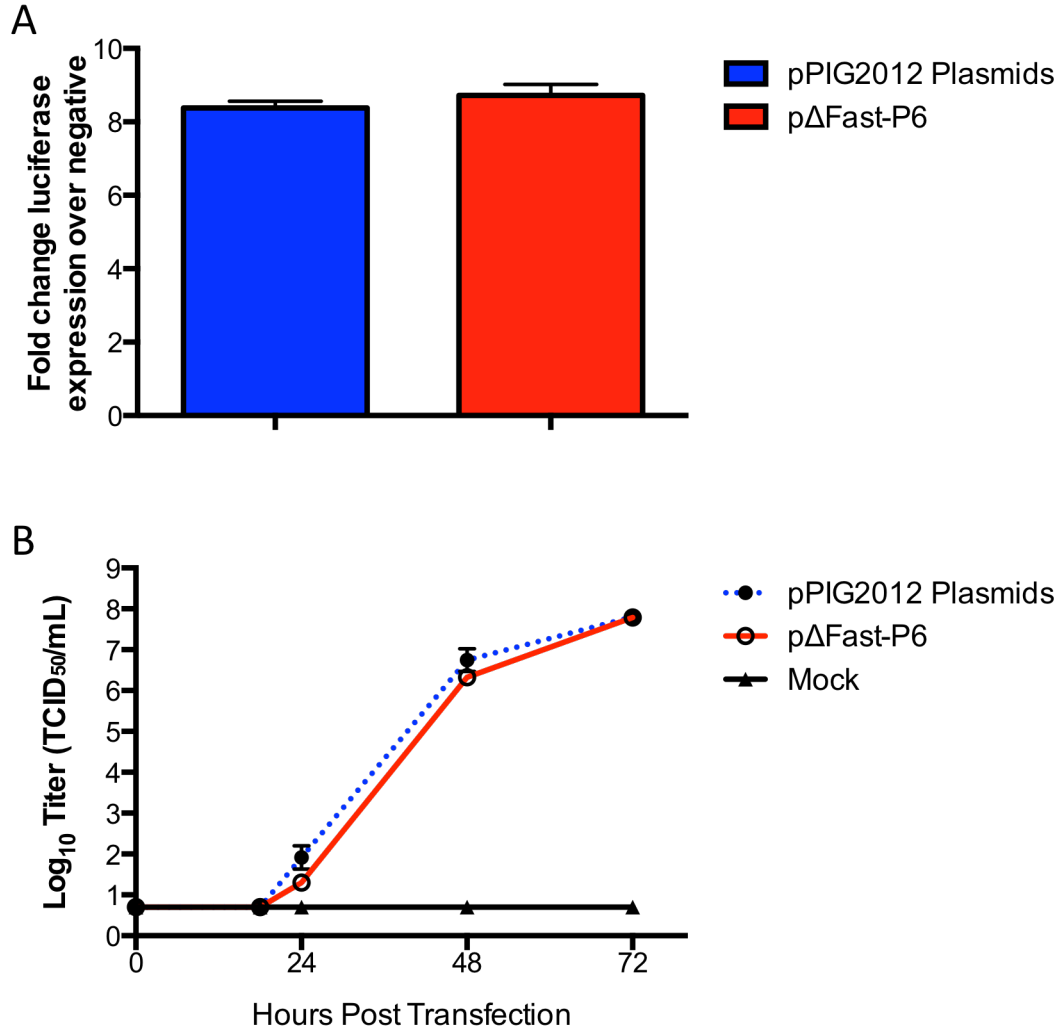 A
10
8
6
4
2
0
Fold change luciferase
expression over negative
pPIG2012 Plasmids
pΔFast-P6
B
9
8
7
6
5
4
3
2
1
0
Log₁₀ Titer (TCID₅₀/mL)
0 24 48 72
Hours Post Transfection
pPIG2012 Plasmids
pΔFast-P6
Mock